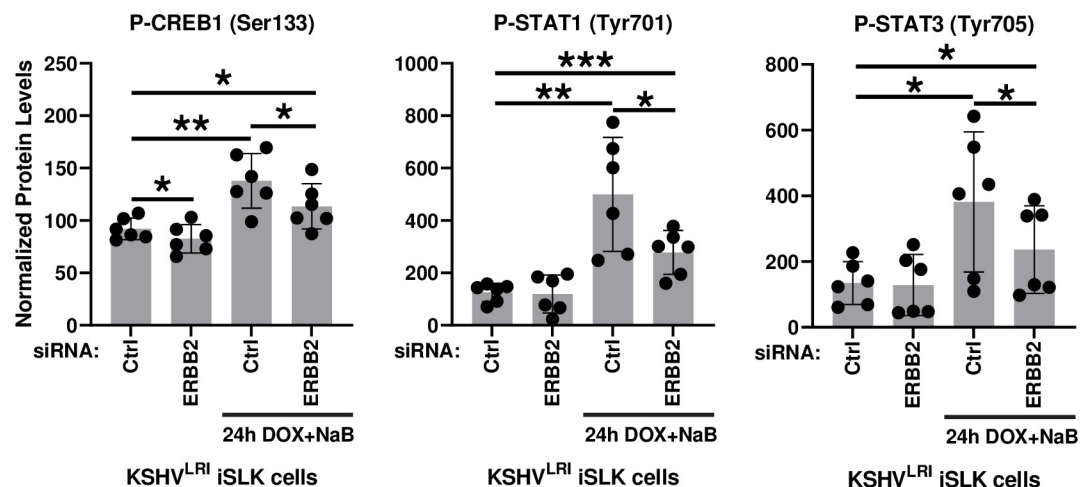 P-CREB1 (Ser133)
Normalized Protein Levels
250
200
150
100
50
0
*
**
*
*
siRNA:
Ctrl
ERBB2
Ctrl
ERBB2
24h DOX+NaB
KSHVLRI iSLK cells
P-STAT1 (Tyr701)
1000
800
600
400
200
0
***
**
*
siRNA:
Ctrl
ERBB2
Ctrl
ERBB2
24h DOX+NaB
KSHVLRI iSLK cells
P-STAT3 (Tyr705)
800
600
400
200
0
*
*
*
siRNA:
Ctrl
ERBB2
Ctrl
ERBB2
24h DOX+NaB
KSHVLRI iSLK cells